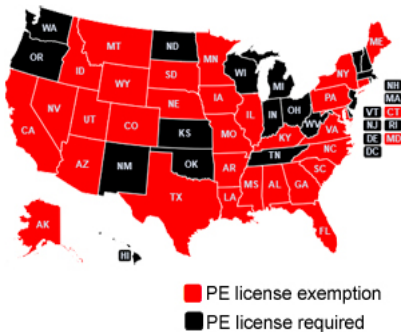 WA
OR
CA
NV
ID
MT
WY
UT
AZ
CO
NM
ND
SD
NE
KS
OK
TX
MN
IA
MO
AR
LA
WI
IL
MI
IN
OH
KY
TN
MS
AL
GA
FL
SC
NC
VA
WV
PA
NY
ME
NH
MA
VT CT
NJ RI
DE MD
DC
AK
HI
PE license exemption
PE license required